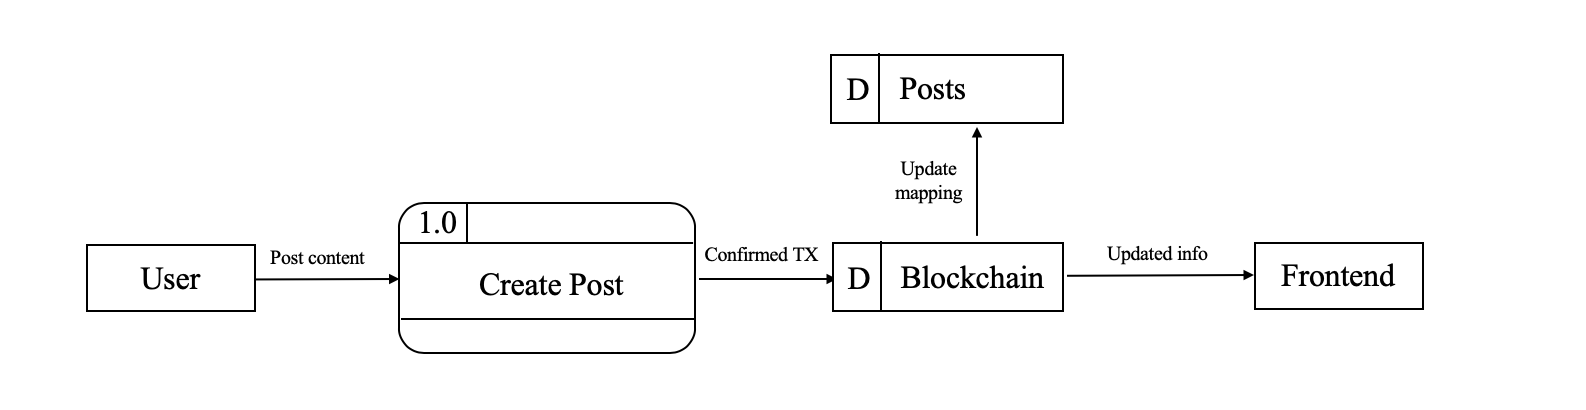 D
Posts
Update
mapping
1.0
User
Post content
Create Post
Confirmed TX
D
Blockchain
Updated info
Frontend